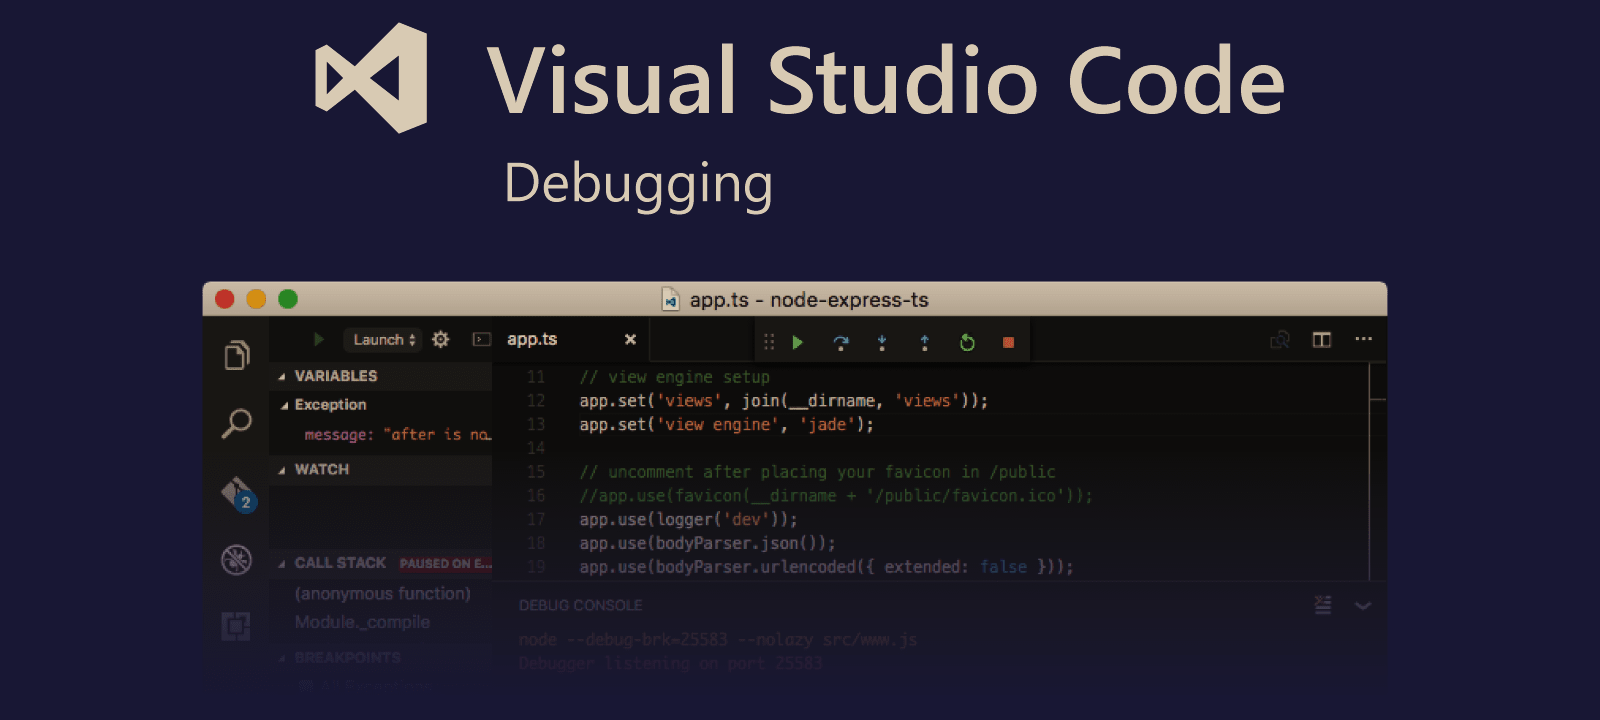 Visual Studio Code
Debugging
app.ts - node-express-ts
Launch
app.ts
VARIABLES
Exception
message: "after is no…
WATCH
2
CALL STACK PAUSED ON E...
(anonymous function)
Module._compile
BREAKPOINTS
All Exceptions
11 // view engine setup
12 app.set('views', join(__dirname, 'views'));
13 app.set('view engine', 'jade');
14
15 // uncomment after placing your favicon in /public
16 //app.use(favicon(__dirname + '/public/favicon.ico'));
17 app.use(logger('dev'));
18 app.use(bodyParser.json());
19 app.use(bodyParser.urlencoded({ extended: false }));
DEBUG CONSOLE
node --debug-brk=25583 --nolazy src/www.js
Debugger listening on port 25583